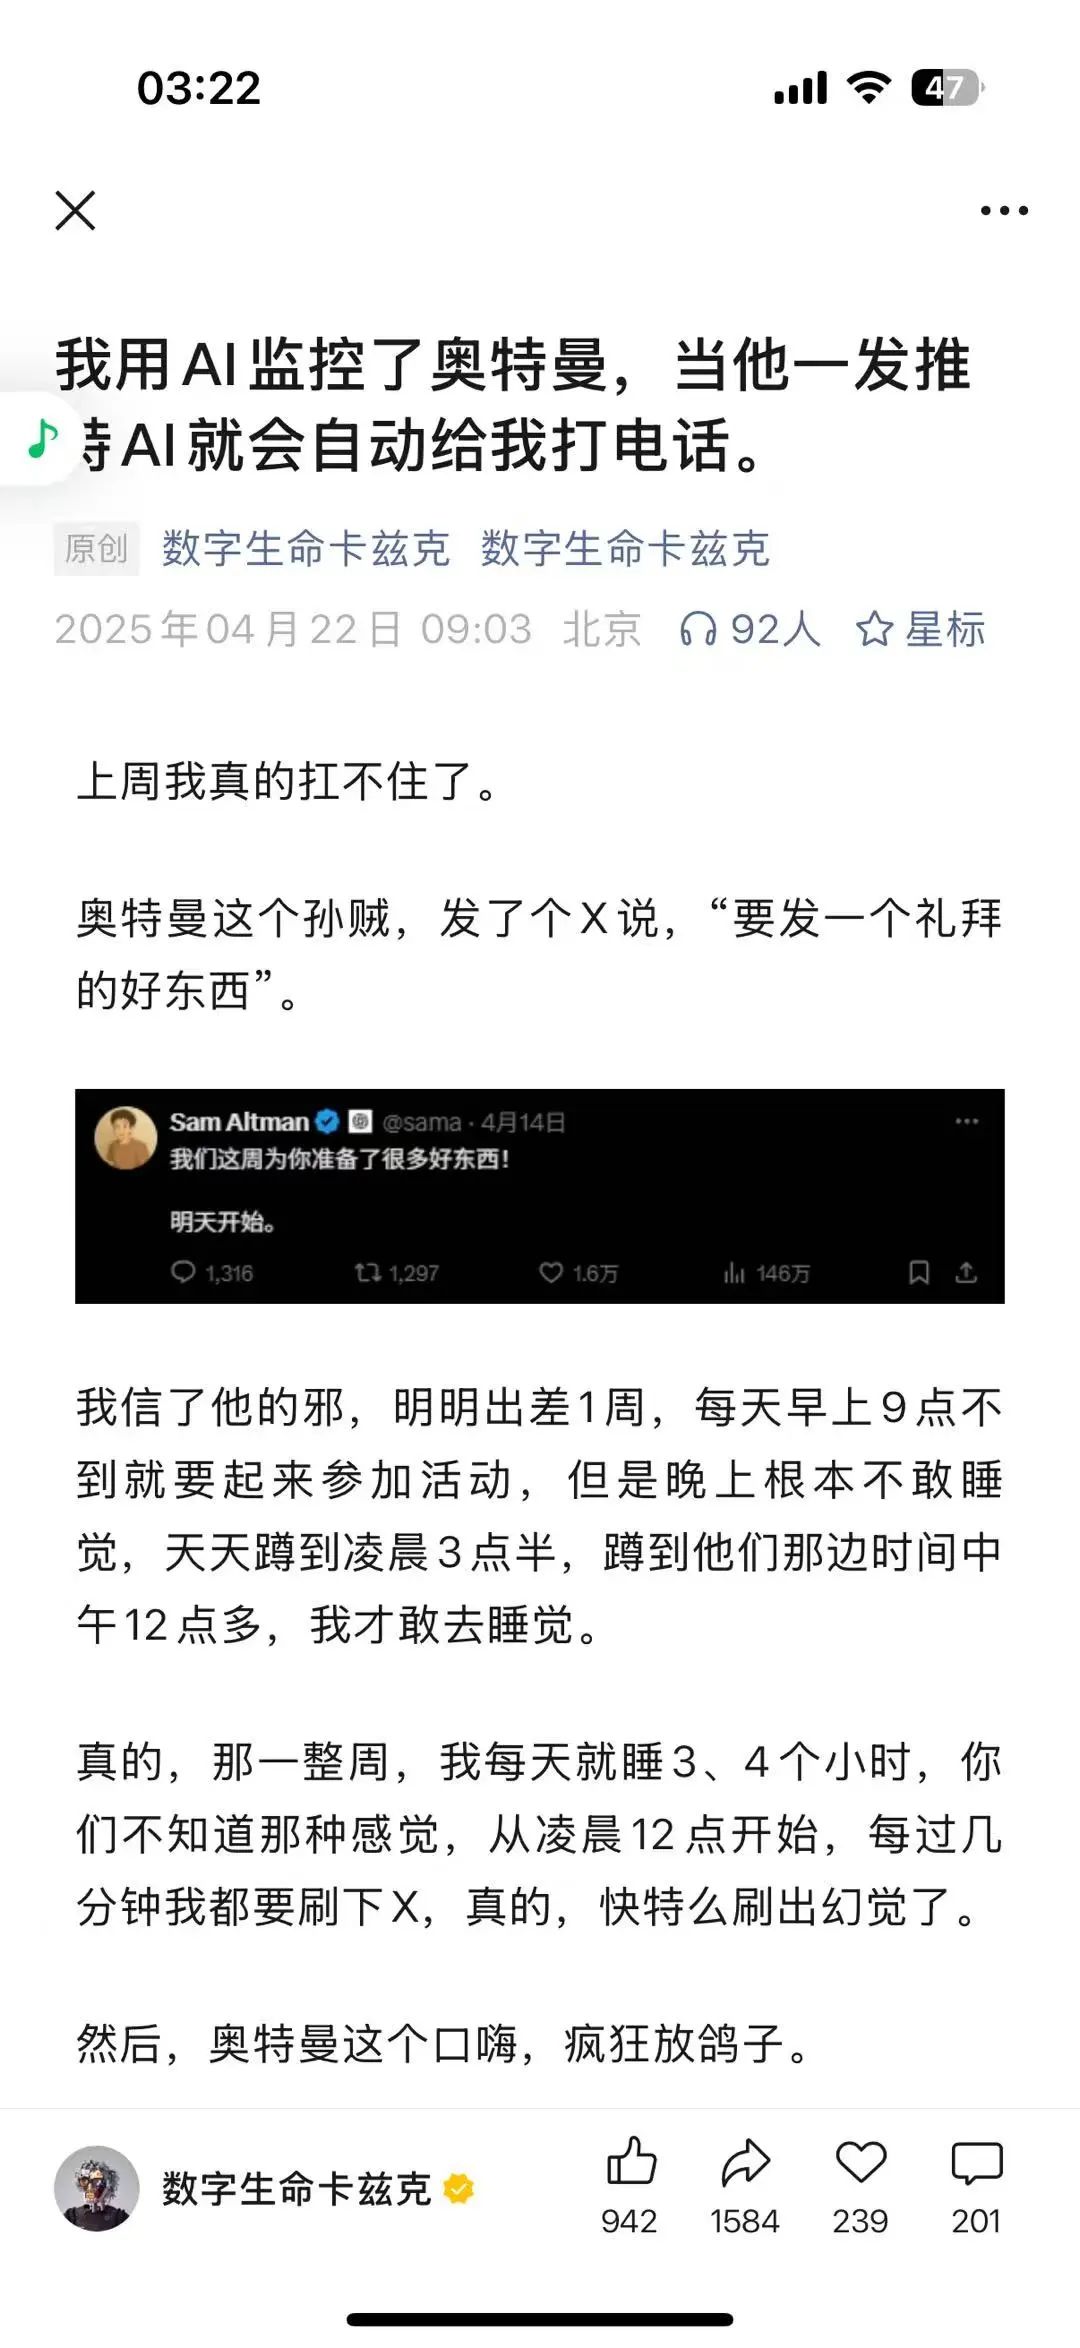 03:22
47
我用AI监控了奥特曼，当他一发推
特AI就会自动给我打电话。
原创 数字生命卡兹克 数字生命卡兹克
2025年04月22日 09:03 北京 92人 星标
上周我真的扛不住了。
奥特曼这个孙贼，发了个X说，“要发一个礼拜
的好东西”。
Sam Altman @sama · 4月14日
我们这周为你准备了很多好东西！
明天开始。
1,316 1,297 1.6万 146万
我信了他的邪，明明出差1周，每天早上9点不
到就要起来参加活动，但是晚上根本不敢睡
觉，天天蹲到凌晨3点半，蹲到他们那边时间中
午12点多，我才敢去睡觉。
真的，那一整周，我每天就睡3、4个小时，你
们不知道那种感觉，从凌晨12点开始，每过几
分钟我都要刷下X，真的，快特么刷出幻觉了。
然后，奥特曼这个口嗨，疯狂放鸽子。
数字生命卡兹克
942 1584 239 201